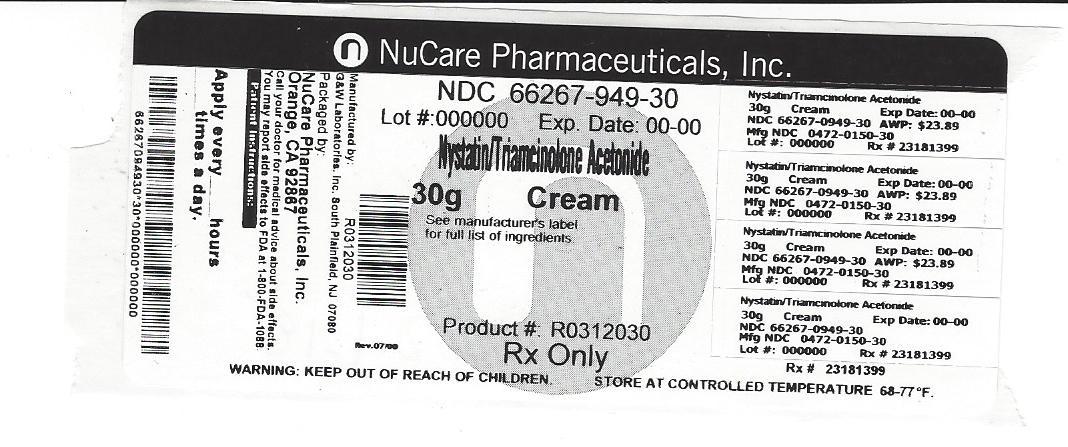 n NuCare Pharmaceuticals, Inc.
66267094930*30*000000*000000
Apply every___ hours
___ times a day.
Patient Instructions:
You may report side effects to FDA at 1-800-FDA-1088.
Call your doctor for medical advice about side effects.
Orange, CA 92867
NuCare Pharmaceuticals, Inc.
Packaged by:
G&W Laboratories, Inc. South Plainfield, NJ 07080
Manufactured by:
R0312030
Rev.07/00
NDC 66267-949-30
Lot #:000000 Exp. Date: 00-00
Nystatin/Triamcinolone Acetonide
30g Cream
See manufacturer's label
for full list of ingredients
Product #: R0312030
Rx Only
WARNING: KEEP OUT OF REACH OF CHILDREN. STORE AT CONTROLLED TEMPERATURE 68-77°F.
Nystatin/Triamcinolone Acetonide
30g Cream Exp Date: 00-00
NDC 66267-0949-30 AWP: $23.89
Mfg NDC 0472-0150-30
Lot #: 000000 Rx # 23181399
Nystatin/Triamcinolone Acetonide
30g Cream Exp Date: 00-00
NDC 66267-0949-30 AWP: $23.89
Mfg NDC 0472-0150-30
Lot #: 000000 Rx # 23181399
Nystatin/Triamcinolone Acetonide
30g Cream Exp Date: 00-00
NDC 66267-0949-30 AWP: $23.89
Mfg NDC 0472-0150-30
Lot #: 000000 Rx # 23181399
Nystatin/Triamcinolone Acetonide
30g Cream Exp Date: 00-00
NDC 66267-0949-30
Mfg NDC 0472-0150-30
Lot #: 000000 Rx # 23181399
Rx # 23181399